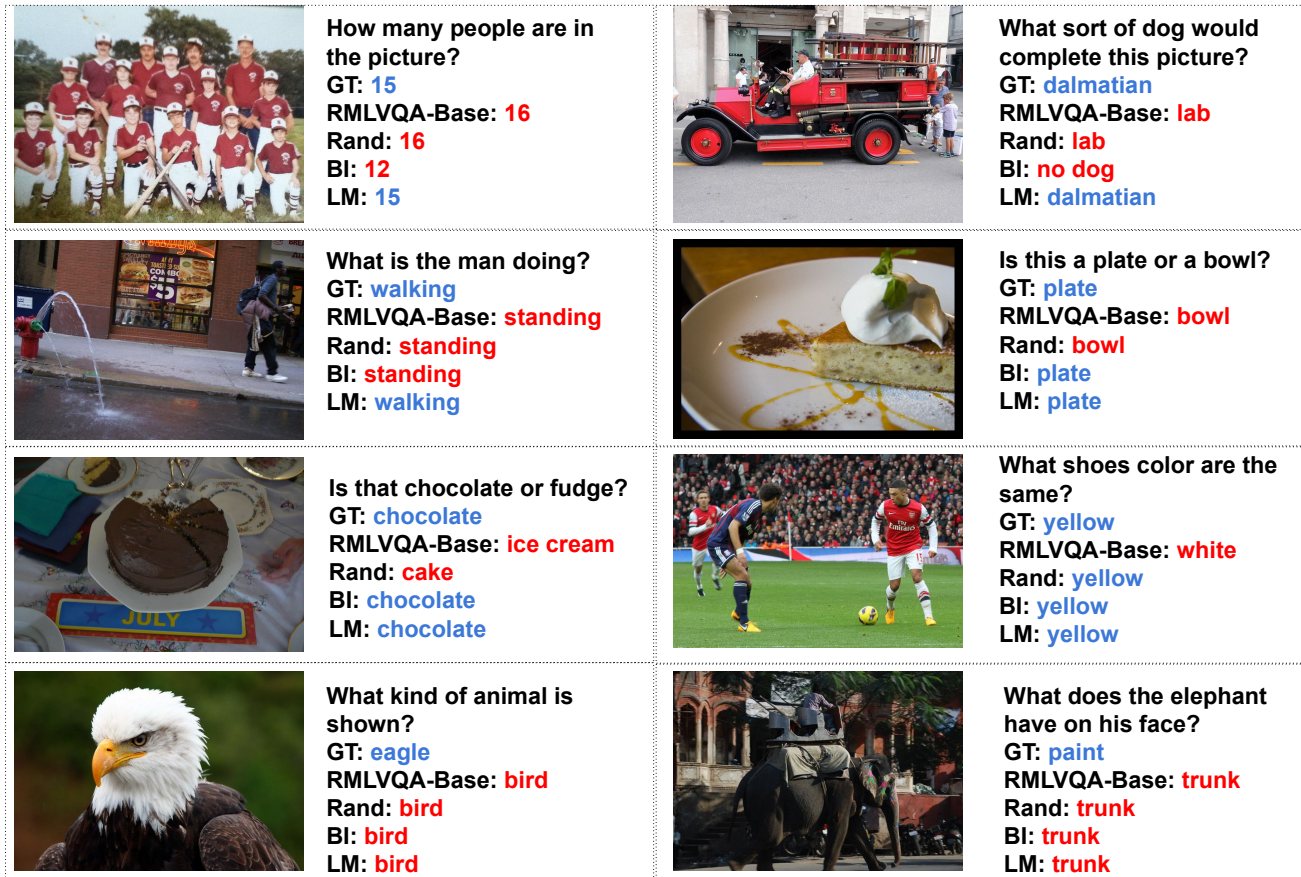 How many people are in
the picture?
GT: 15
RMLVQA-Base: 16
Rand: 16
BI: 12
LM: 15
What sort of dog would
complete this picture?
GT: dalmatian
RMLVQA-Base: lab
Rand: lab
BI: no dog
LM: dalmatian
COMBO
$5
What is the man doing?
GT: walking
RMLVQA-Base: standing
Rand: standing
BI: standing
LM: walking
Is this a plate or a bowl?
GT: plate
RMLVQA-Base: bowl
Rand: bowl
BI: plate
LM: plate
JULY
Is that chocolate or fudge?
GT: chocolate
RMLVQA-Base: ice cream
Rand: cake
BI: chocolate
LM: chocolate
Fly
Emirates
What shoes color are the
same?
GT: yellow
RMLVQA-Base: white
Rand: yellow
BI: yellow
LM: yellow
What kind of animal is
shown?
GT: eagle
RMLVQA-Base: bird
Rand: bird
BI: bird
LM: bird
What does the elephant
have on his face?
GT: paint
RMLVQA-Base: trunk
Rand: trunk
BI: trunk
LM: trunk